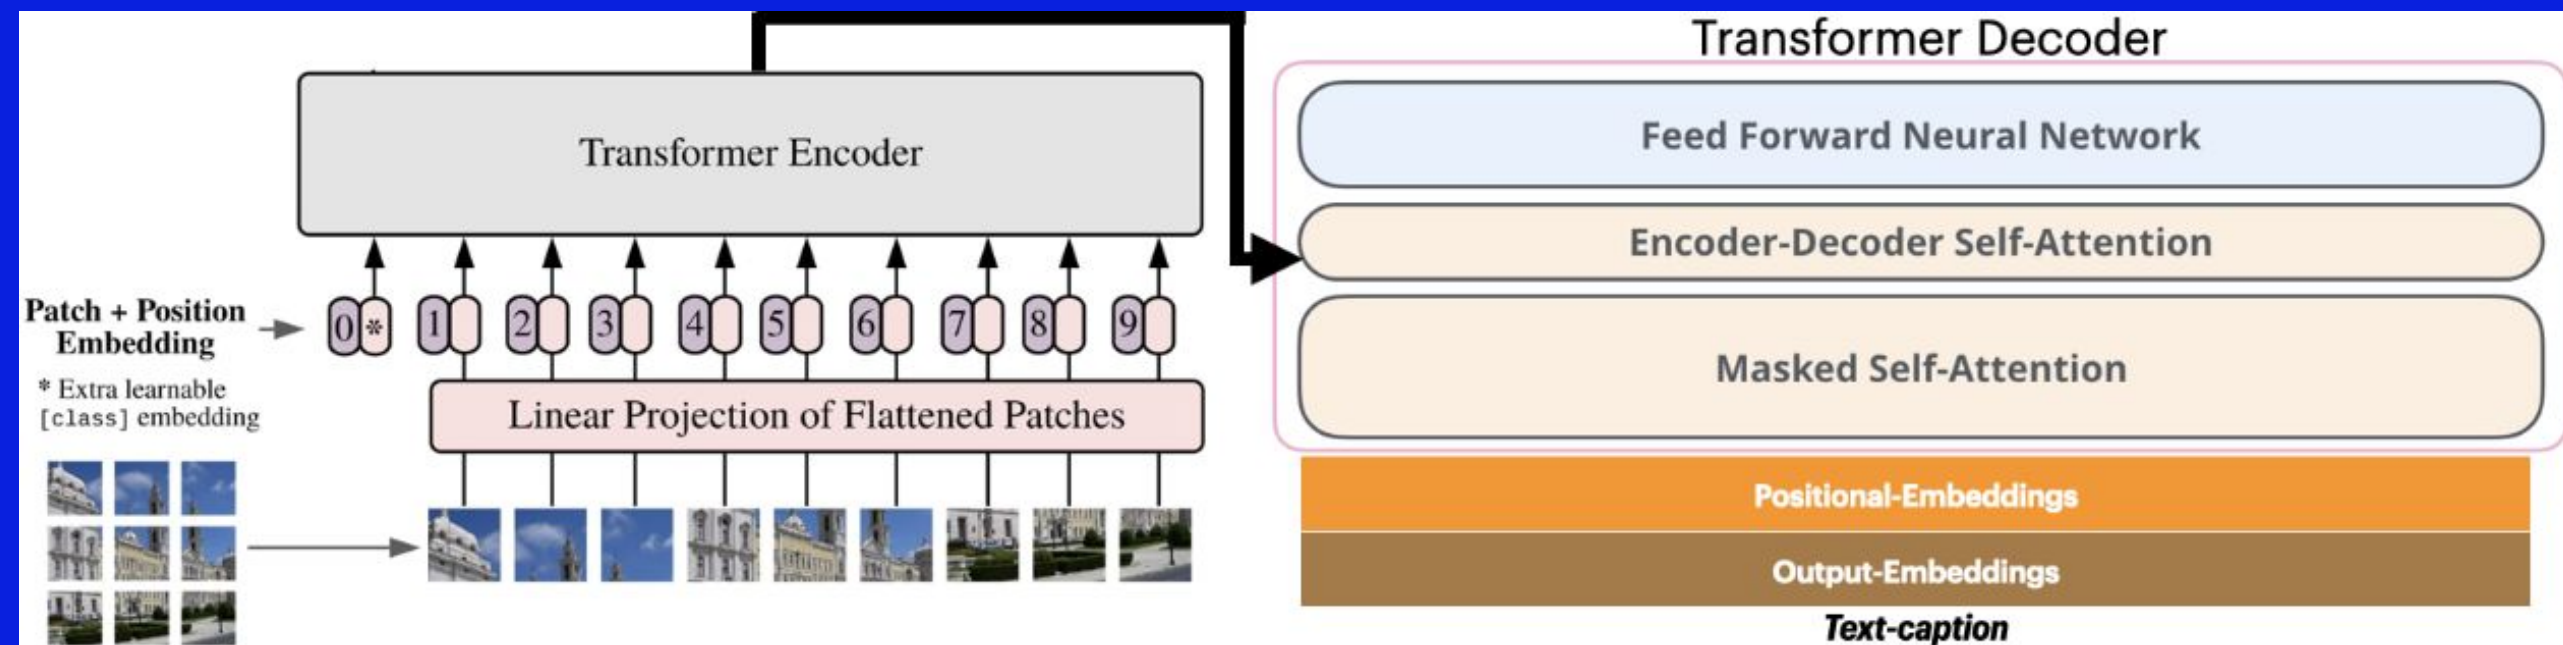 Transformer Decoder
Transformer Encoder
Feed Forward Neural Network
Encoder-Decoder Self-Attention
Masked Self-Attention
Patch + Position
Embedding
0 * 1 2 3 4 5 6 7 8 9
* Extra learnable
[class] embedding
Linear Projection of Flattened Patches
Positional-Embeddings
Output-Embeddings
Text-caption